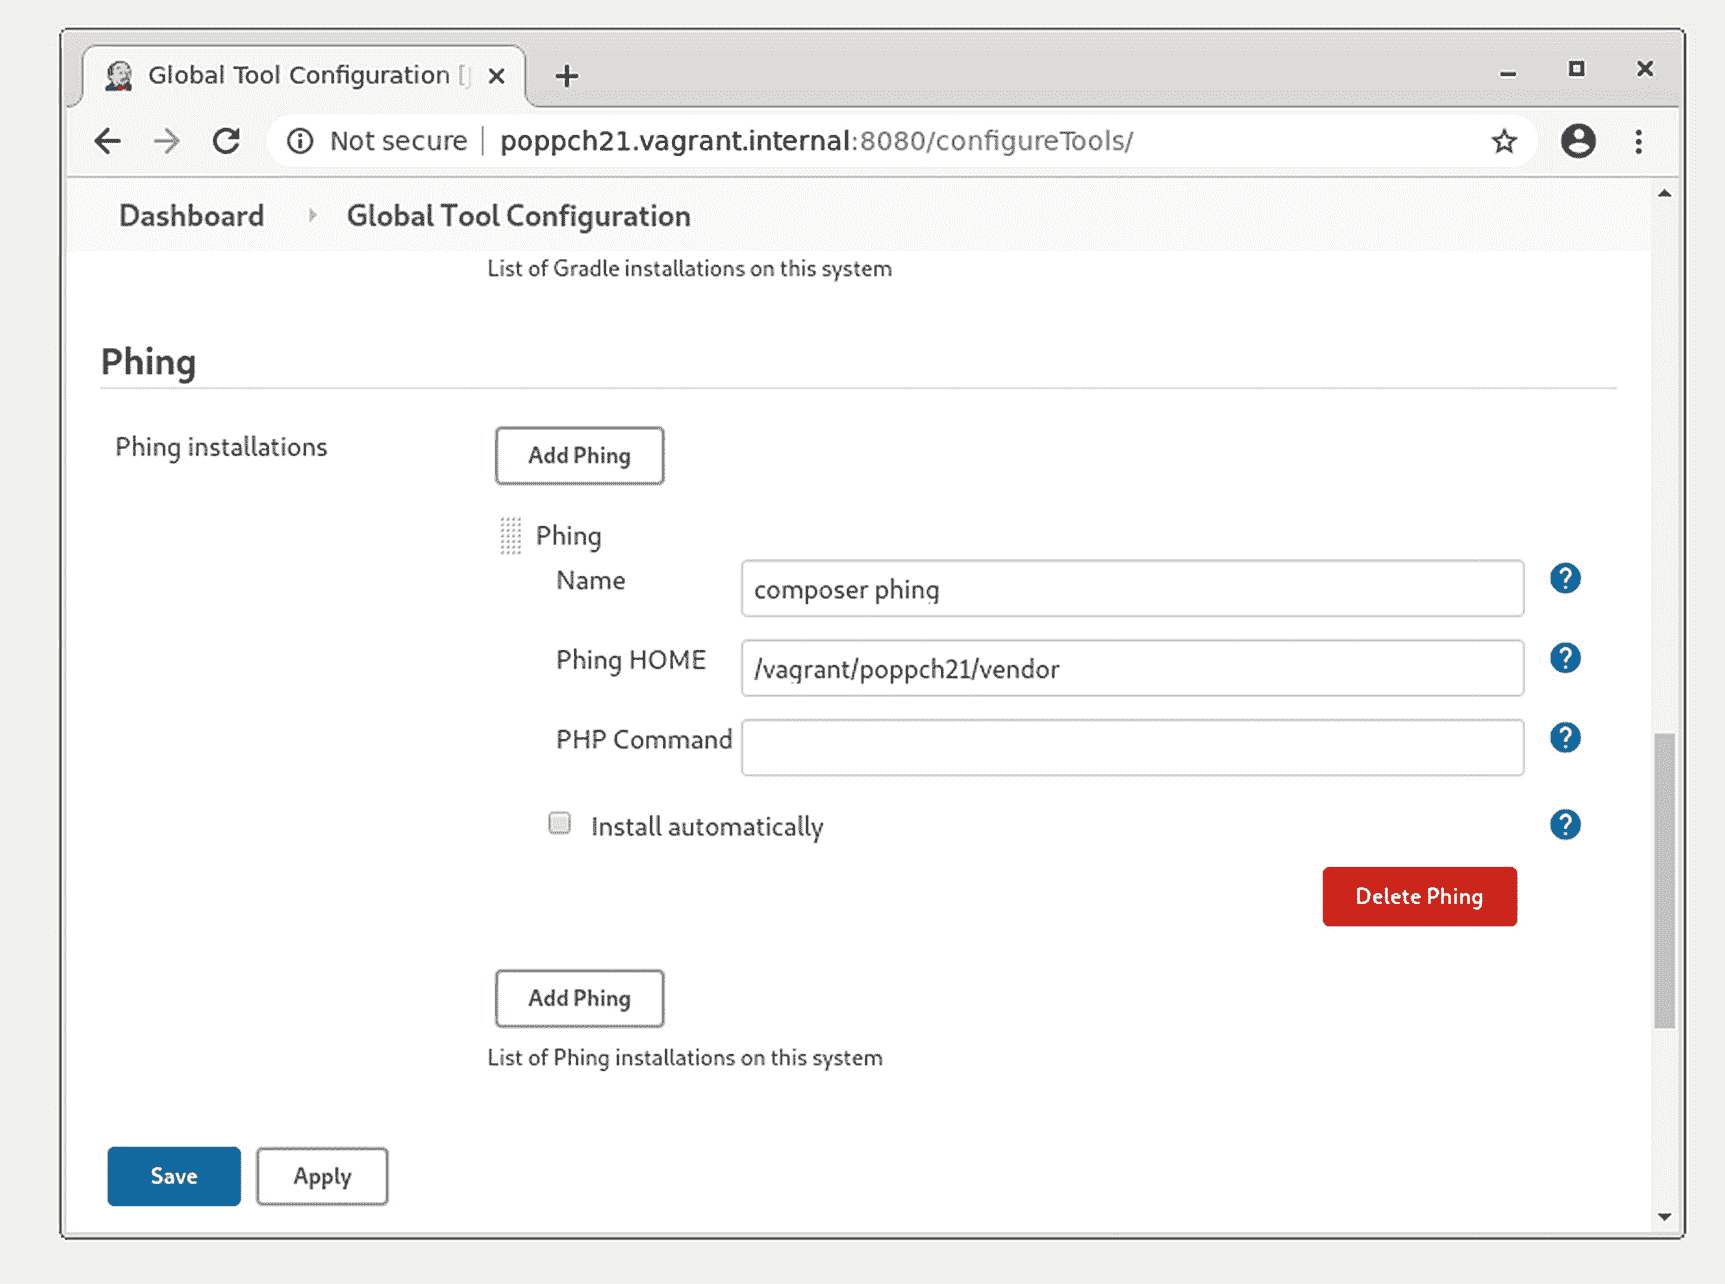 Global Tool Configuration [
Not secure | poppch21.vagrant.internal:8080/configureTools/
Dashboard Global Tool Configuration
List of Gradle installations on this system
Phing
Phing installations
Add Phing
Phing
Name
composer phing
?
Phing HOME
/vagrant/poppch21/vendor
?
PHP Command
?
Install automatically
?
Delete Phing
Add Phing
List of Phing installations on this system
Save
Apply